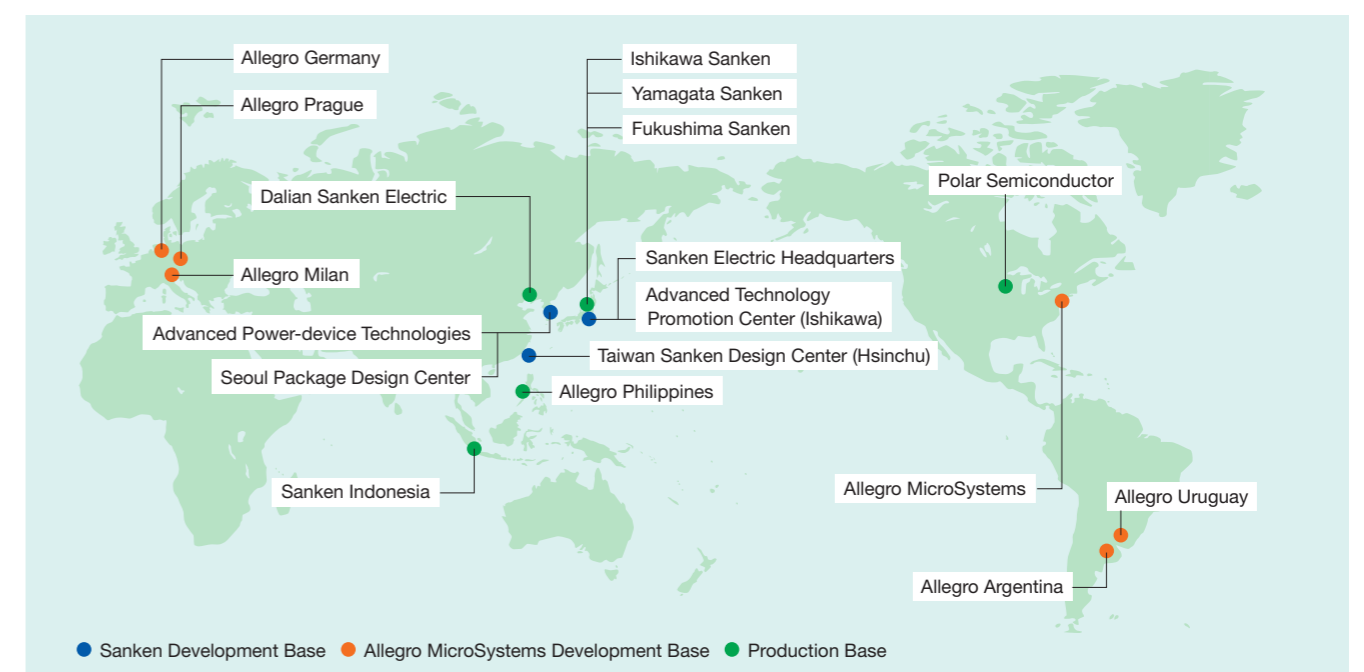 Allegro Germany
Allegro Prague
Ishikawa Sanken
Yamagata Sanken
Fukushima Sanken
Polar Semiconductor
Dalian Sanken Electric
Sanken Electric Headquarters
Allegro Milan
Advanced Technology
Promotion Center (Ishikawa)
Advanced Power-device Technologies
Taiwan Sanken Design Center (Hsinchu)
Seoul Package Design Center
Allegro Philippines
Sanken Indonesia
Allegro MicroSystems
Allegro Uruguay
Allegro Argentina
Sanken Development Base Allegro MicroSystems Development Base Production Base